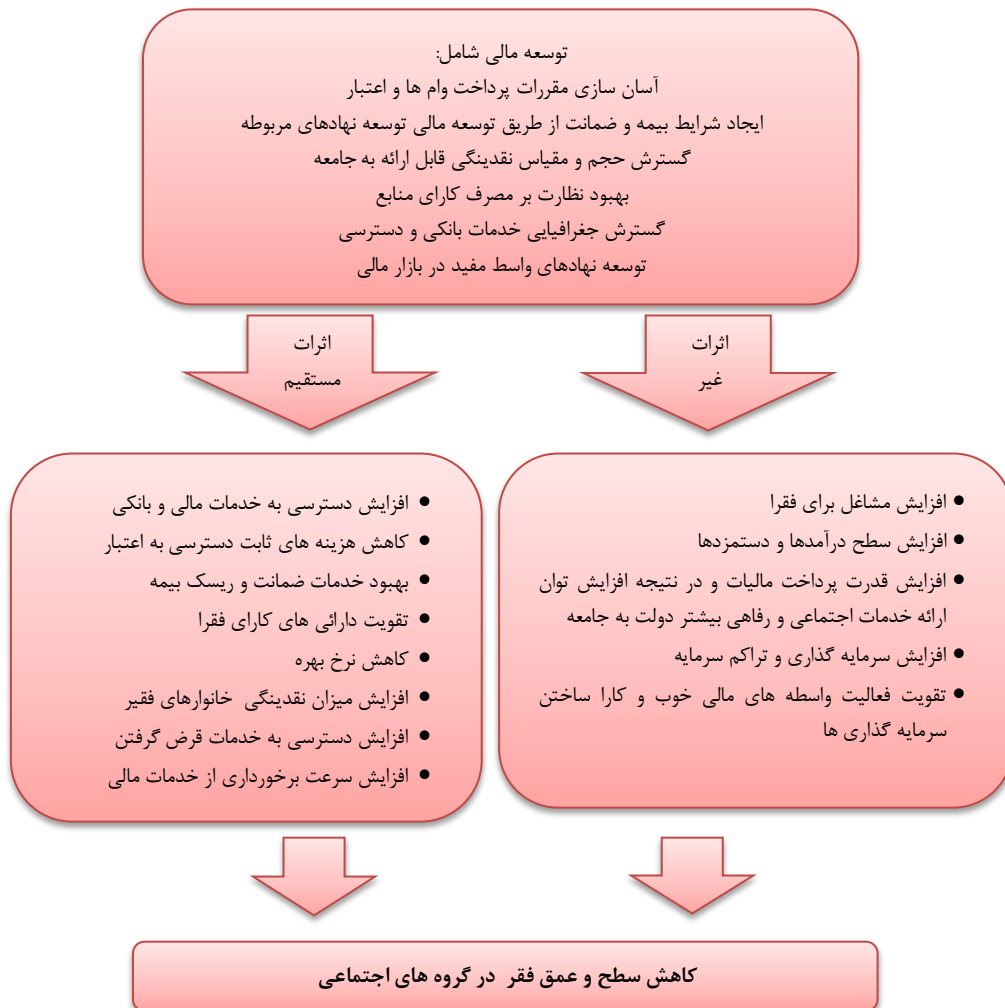 توسعه مالی شامل:
آسان سازی مقررات پرداخت وام ها و اعتبار
ایجاد شرایط بیمه و ضمانت از طریق توسعه مالی توسعه نهادهای مربوطه
گسترش حجم و مقیاس نقدینگی قابل ارائه به جامعه
بهبود نظارت بر مصرف کارای منابع
گسترش جغرافیایی خدمات بانکی و دسترسی
توسعه نهادهای واسط مفید در بازار مالی
اثرات
غیر
اثرات
مستقیم
• افزایش مشاغل برای فقرا
• افزایش سطح درآمدها و دستمزدها
• افزایش قدرت پرداخت مالیات و در نتیجه افزایش توان
ارائه خدمات اجتماعی و رفاهی بیشتر دولت به جامعه
• افزایش سرمایه گذاری و تراکم سرمایه
• تقویت فعالیت واسطه های مالی خوب و کارا ساختن
سرمایه گذاری ها
• افزایش دسترسی به خدمات مالی و بانکی
• کاهش هزینه های ثابت دسترسی به اعتبار
• بهبود خدمات ضمانت و ریسک بیمه
• تقویت دارائی های کارای فقرا
• کاهش نرخ بهره
• افزایش میزان نقدینگی خانوارهای فقیر
• افزایش دسترسی به خدمات قرض گرفتن
• افزایش سرعت برخورداری از خدمات مالی
کاهش سطح و عمق فقر در گروه های اجتماعی